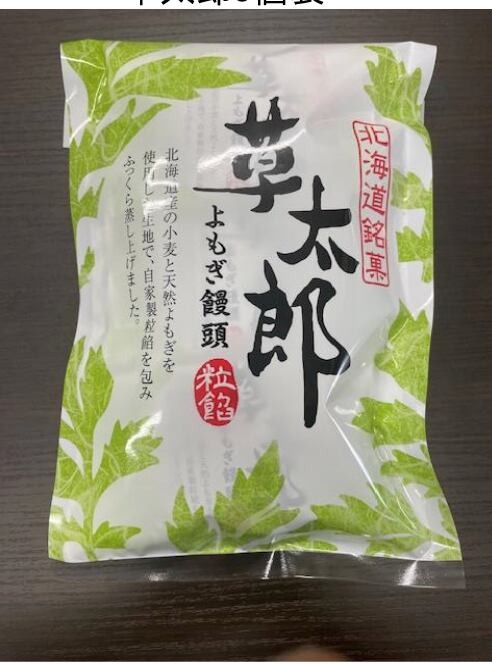 北海道銘菓
草太郎
よもぎ饅頭
粒餡
北海道産の小麦と天然よもぎを
使用した生地で、自家製粒餡を包み
ふっくら蒸し上げました。